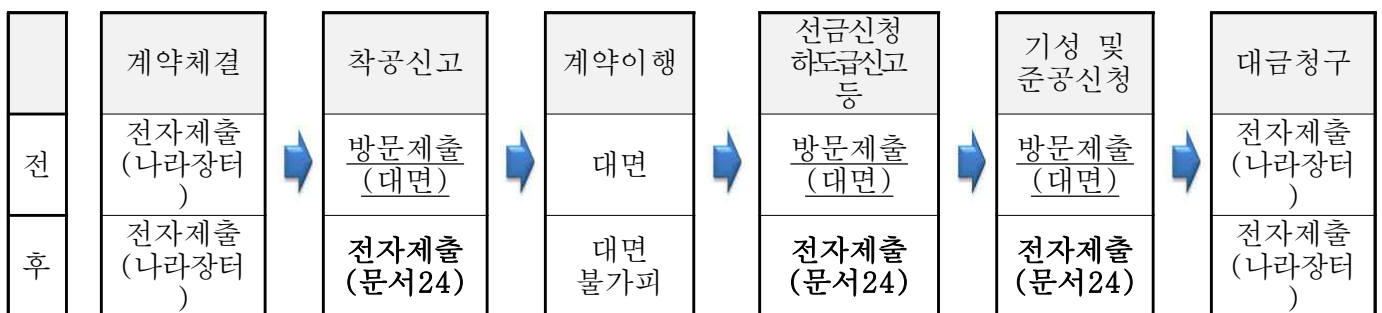 계약체결
착공신고
계약이행
선금신청
하도급신고
등
기성 및
준공신청
대금청구
전
전자제출
(나라장터
)
방문제출
(대면)
대면
방문제출
(대면)
방문제출
(대면)
전자제출
(나라장터
)
후
전자제출
(나라장터
)
전자제출
(문서24)
대면
불가피
전자제출
(문서24)
전자제출
(문서24)
전자제출
(나라장터
)